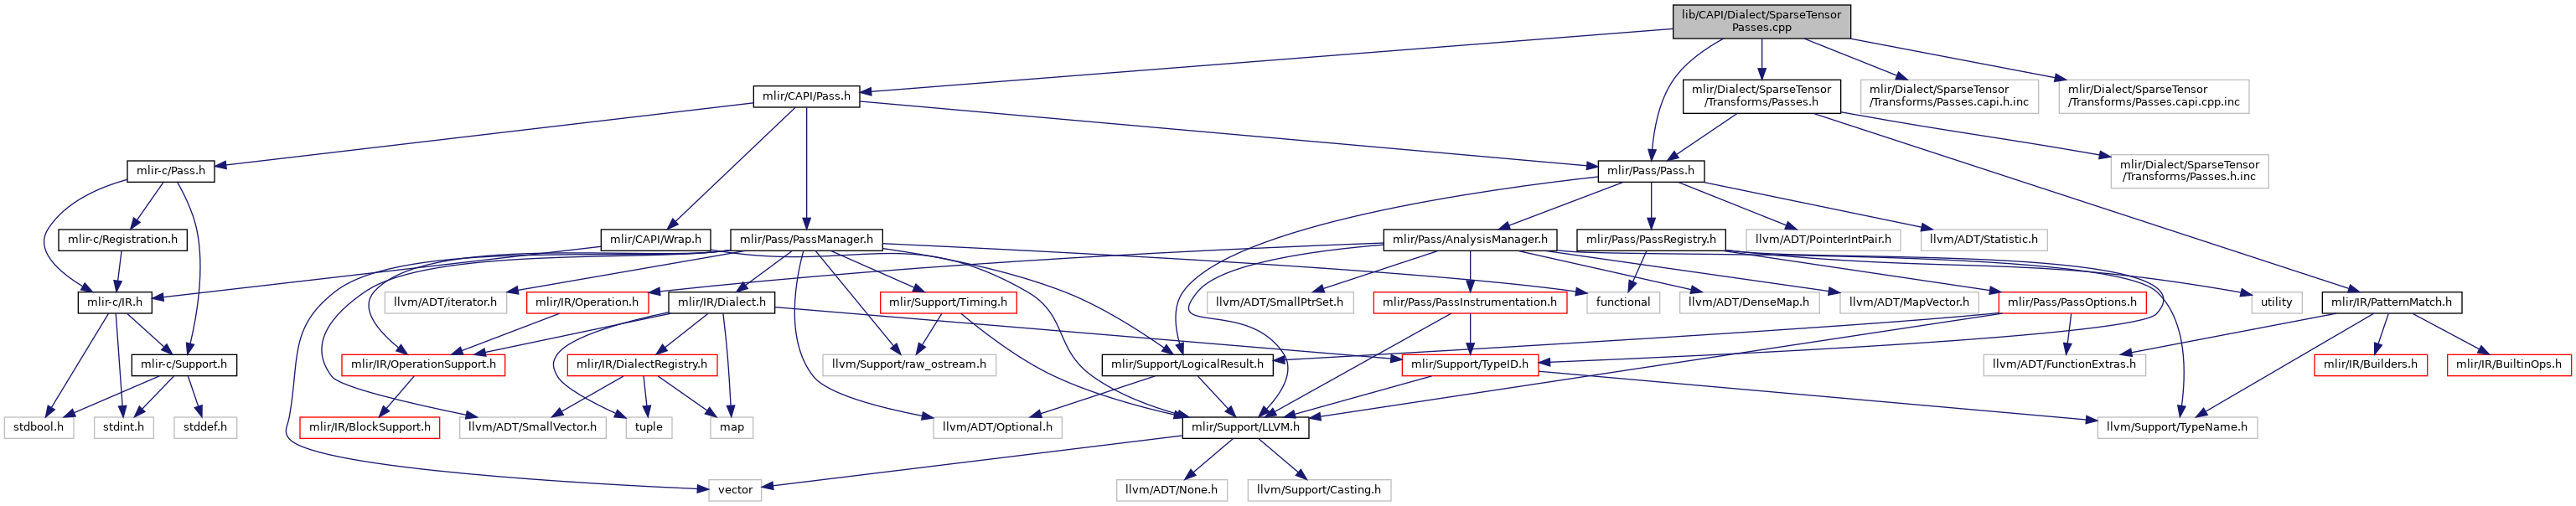 lib/CAPI/Dialect/SparseTensor
Passes.cpp
mlir/CAPI/Pass.h
mlir/Dialect/SparseTensor
/Transforms/Passes.h
mlir/Dialect/SparseTensor
/Transforms/Passes.capi.h.inc
mlir/Dialect/SparseTensor
/Transforms/Passes.capi.cpp.inc
mlir-c/Pass.h
mlir/Pass/Pass.h
mlir/Dialect/SparseTensor
/Transforms/Passes.h.inc
mlir-c/Registration.h
mlir/CAPI/Wrap.h
mlir/Pass/PassManager.h
mlir/Pass/AnalysisManager.h
mlir/Pass/PassRegistry.h
llvm/ADT/PointerIntPair.h
llvm/ADT/Statistic.h
mlir-c/IR.h
llvm/ADT/iterator.h
mlir/IR/Operation.h
mlir/IR/Dialect.h
mlir/Support/Timing.h
llvm/ADT/SmallPtrSet.h
mlir/Pass/PassInstrumentation.h
functional
llvm/ADT/DenseMap.h
llvm/ADT/MapVector.h
mlir/Pass/PassOptions.h
utility
mlir/IR/PatternMatch.h
mlir-c/Support.h
mlir/IR/OperationSupport.h
mlir/IR/DialectRegistry.h
llvm/Support/raw_ostream.h
mlir/Support/LogicalResult.h
mlir/Support/TypeID.h
llvm/ADT/FunctionExtras.h
mlir/IR/Builders.h
mlir/IR/BuiltinOps.h
stdbool.h
stdint.h
stddef.h
mlir/IR/BlockSupport.h
llvm/ADT/SmallVector.h
tuple
map
llvm/ADT/Optional.h
mlir/Support/LLVM.h
llvm/Support/TypeName.h
vector
llvm/ADT/None.h
llvm/Support/Casting.h